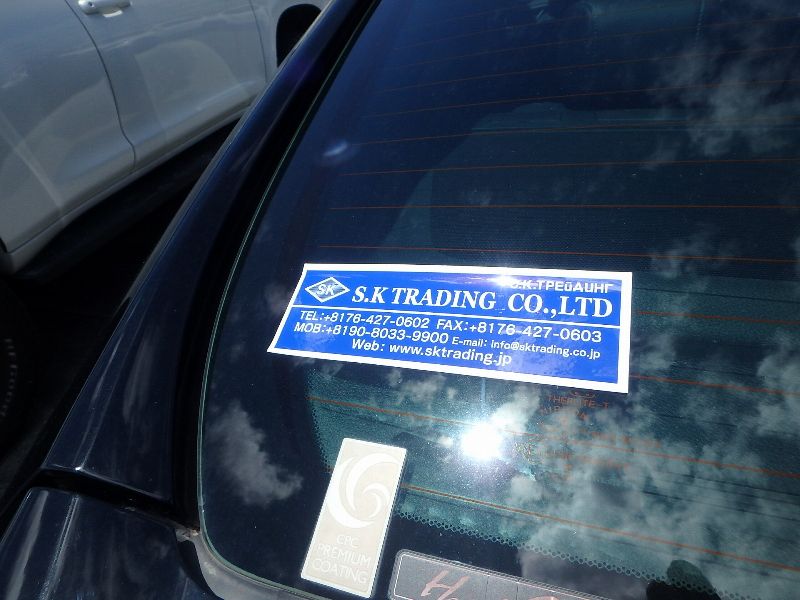 S.K.ТРЕйАИНГ
SK
S.K TRADING CO.,LTD
TEL:+8176-427-0602 FAX:+8176-427-0603
MOB:+8190-8033-9900 E-mail: info@sktrading.co.jp
Web: www.sktrading.jp
CPC
PREMIUM
COATING